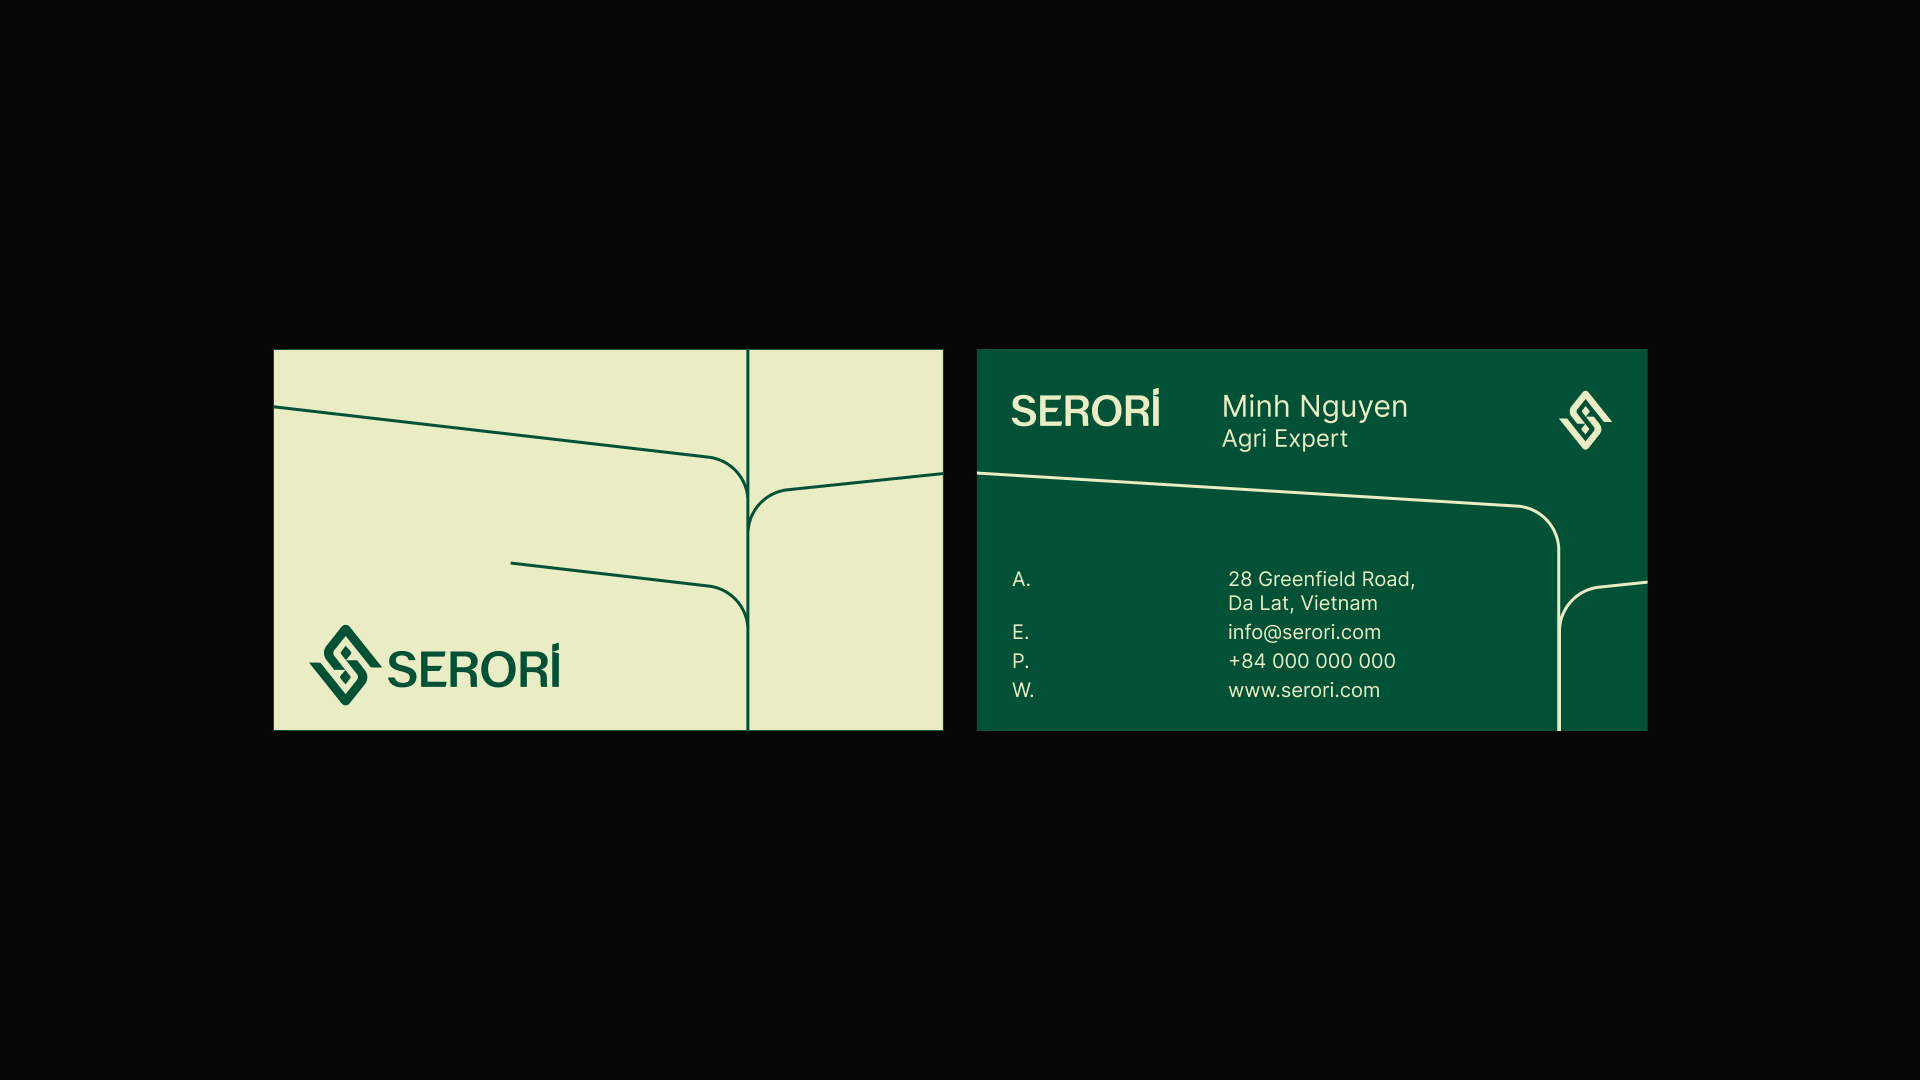 SERORI
SERORI
Minh Nguyen
Agri Expert
A. 28 Greenfield Road,
Da Lat, Vietnam
E. info@serori.com
P. +84 000 000 000
W. www.serori.com